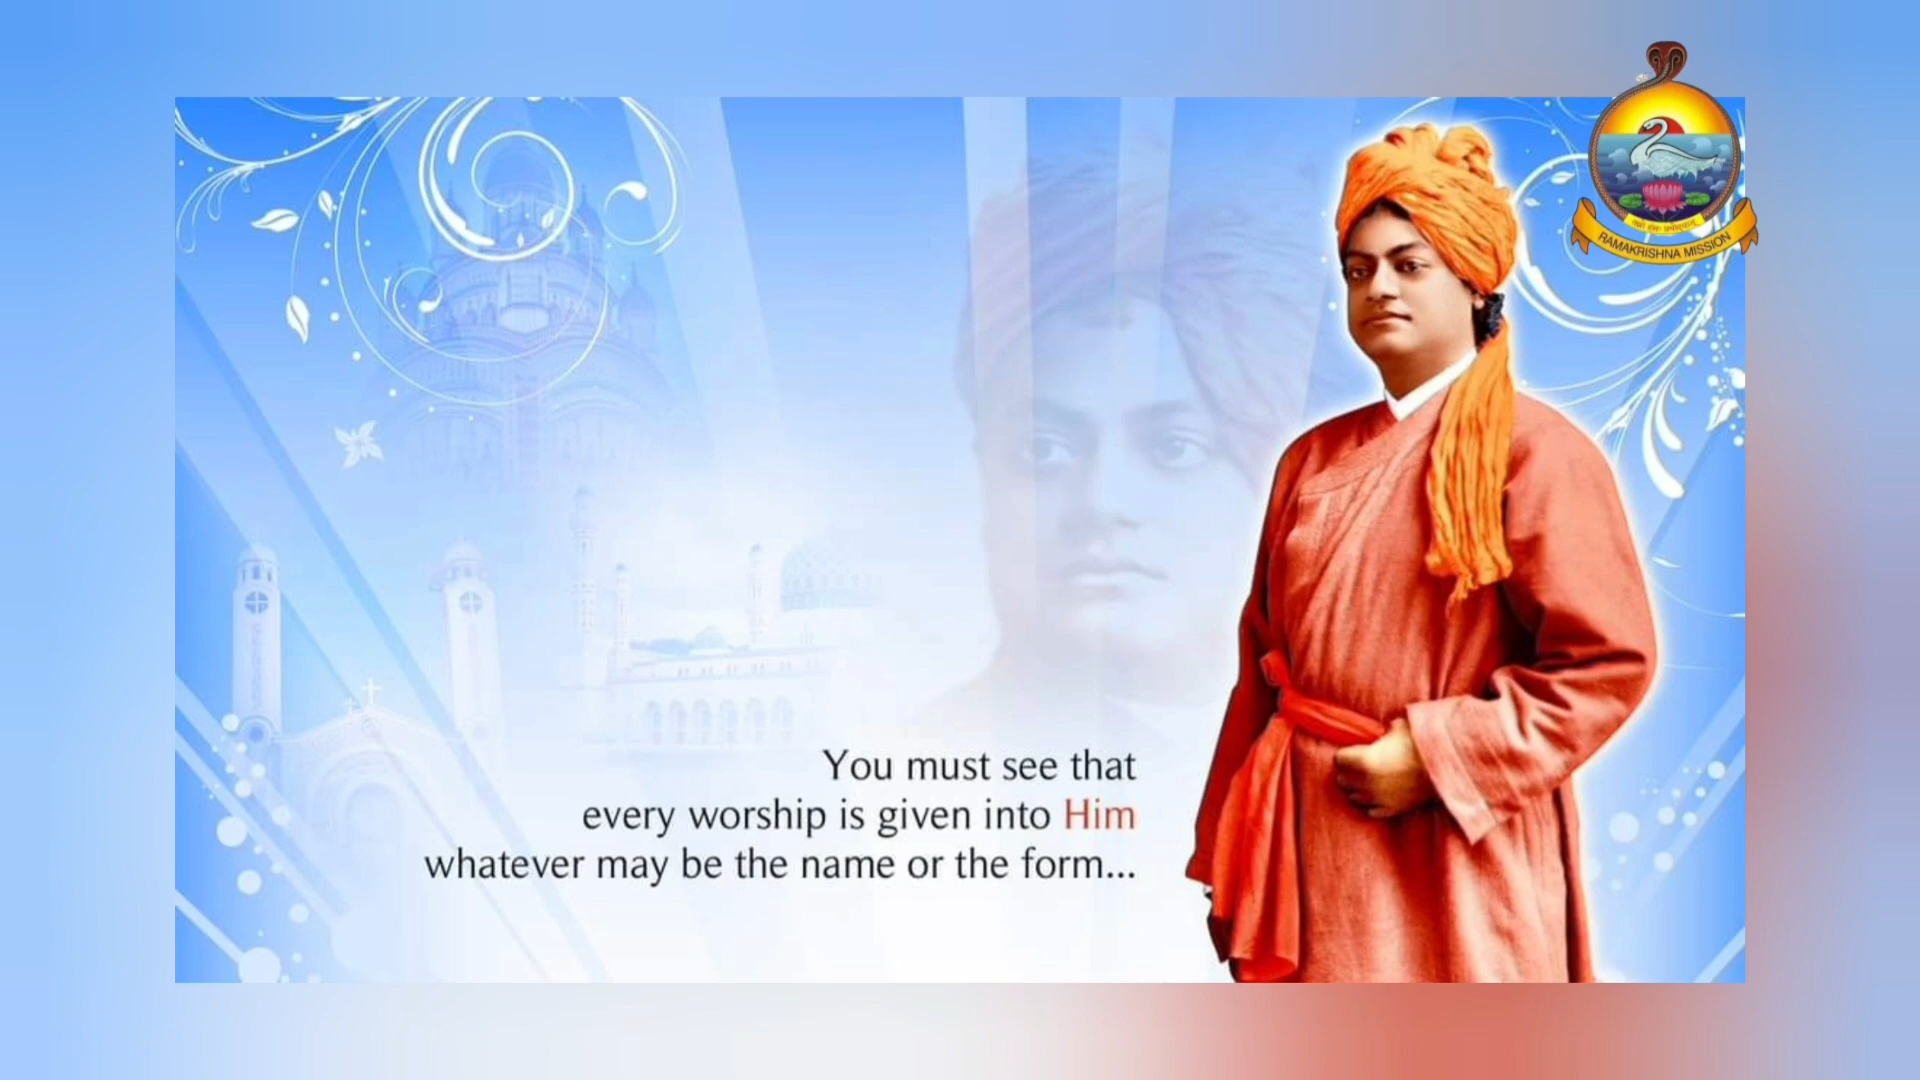 RAMAKRISHNA MISSION
You must see that
every worship is given into Him
whatever may be the name or the form...